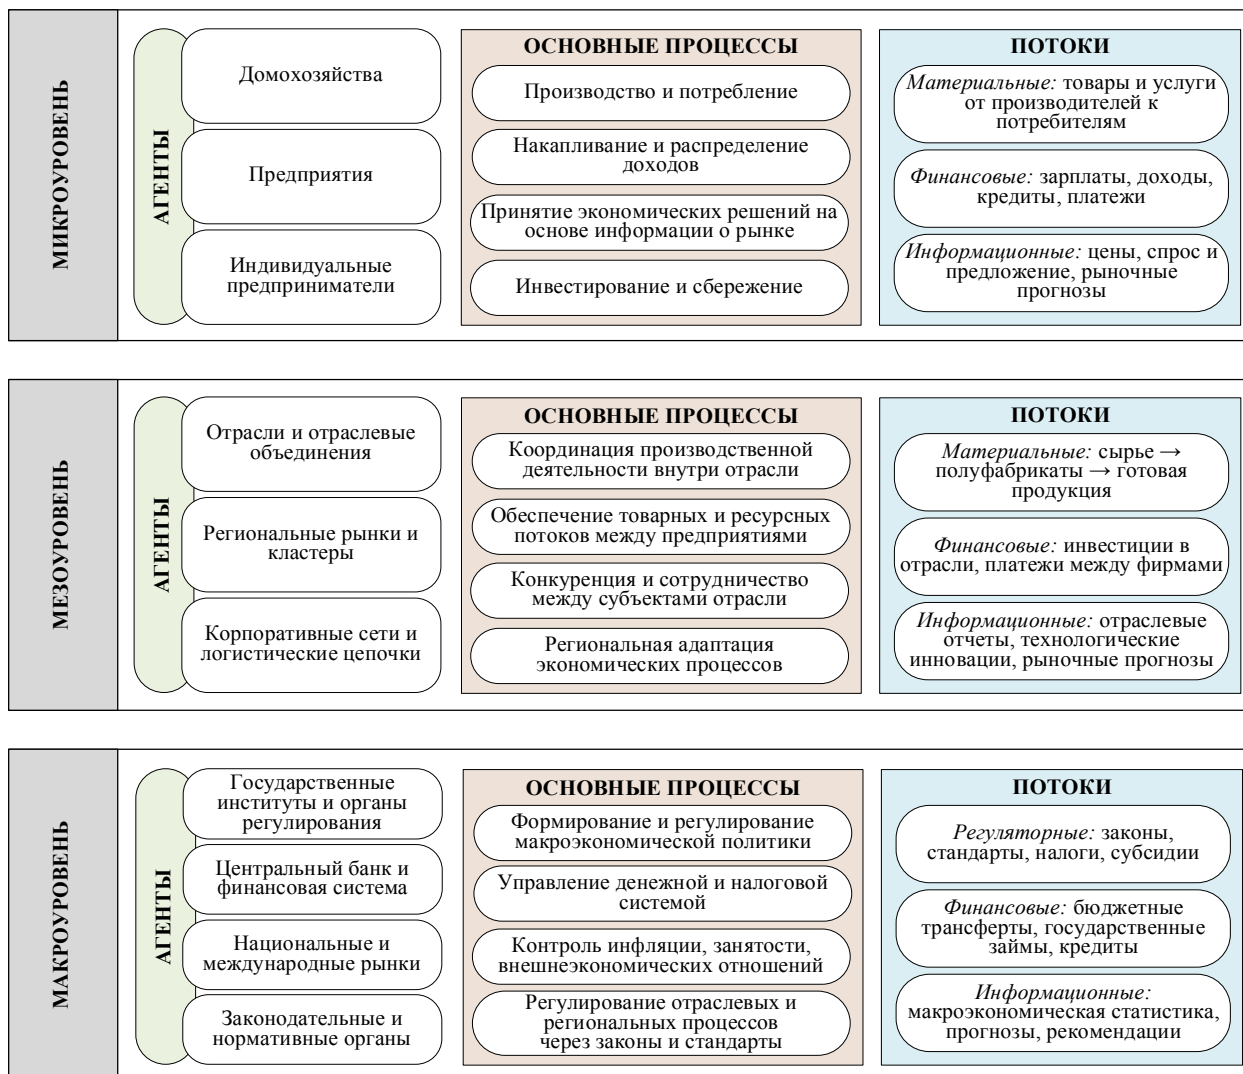 МИКРОУРОВЕНЬ
АГЕНТЫ
Домохозяйства
Предприятия
Индивидуальные
предприниматели
ОСНОВНЫЕ ПРОЦЕССЫ
Производство и потребление
Накапливание и распределение
доходов
Принятие экономических решений на
основе информации о рынке
Инвестирование и сбережение
ПОТОКИ
Материальные: товары и услуги
от производителей к
потребителям
Финансовые: зарплаты, доходы,
кредиты, платежи
Информационные: цены, спрос и
предложение, рыночные
прогнозы
МЕЗОУРОВЕНЬ
АГЕНТЫ
Отрасли и отраслевые
объединения
Региональные рынки и
кластеры
Корпоративные сети и
логистические цепочки
ОСНОВНЫЕ ПРОЦЕССЫ
Координация производственной
деятельности внутри отрасли
Обеспечение товарных и ресурсных
потоков между предприятиями
Конкуренция и сотрудничество
между субъектами отрасли
Региональная адаптация
экономических процессов
ПОТОКИ
Материальные: сырье →
полуфабрикаты → готовая
продукция
Финансовые: инвестиции в
отрасли, платежи между фирмами
Информационные: отраслевые
отчеты, технологические
инновации, рыночные прогнозы
МАКРОУРОВЕНЬ
АГЕНТЫ
Государственные
институты и органы
регулирования
Центральный банк и
финансовая система
Национальные и
международные рынки
Законодательные и
нормативные органы
ОСНОВНЫЕ ПРОЦЕССЫ
Формирование и регулирование
макроэкономической политики
Управление денежной и налоговой
системой
Контроль инфляции, занятости,
внешнеэкономических отношений
Регулирование отраслевых и
региональных процессов
через законы и стандарты
ПОТОКИ
Регуляторные: законы,
стандарты, налоги, субсидии
Финансовые: бюджетные
трансферты, государственные
займы, кредиты
Информационные:
макроэкономическая статистика,
прогнозы, рекомендации